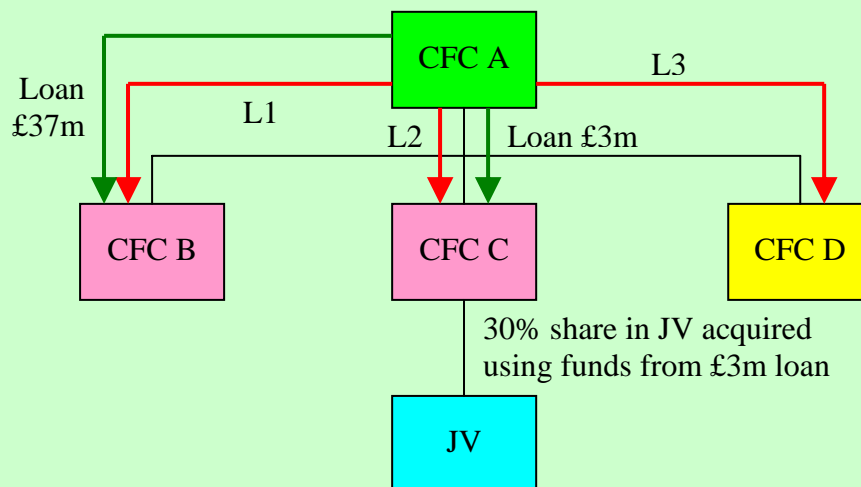 CFC A
L3
Loan
£37m
L1
L2
Loan £3m
CFC B
CFC C
CFC D
30% share in JV acquired
using funds from £3m loan
JV